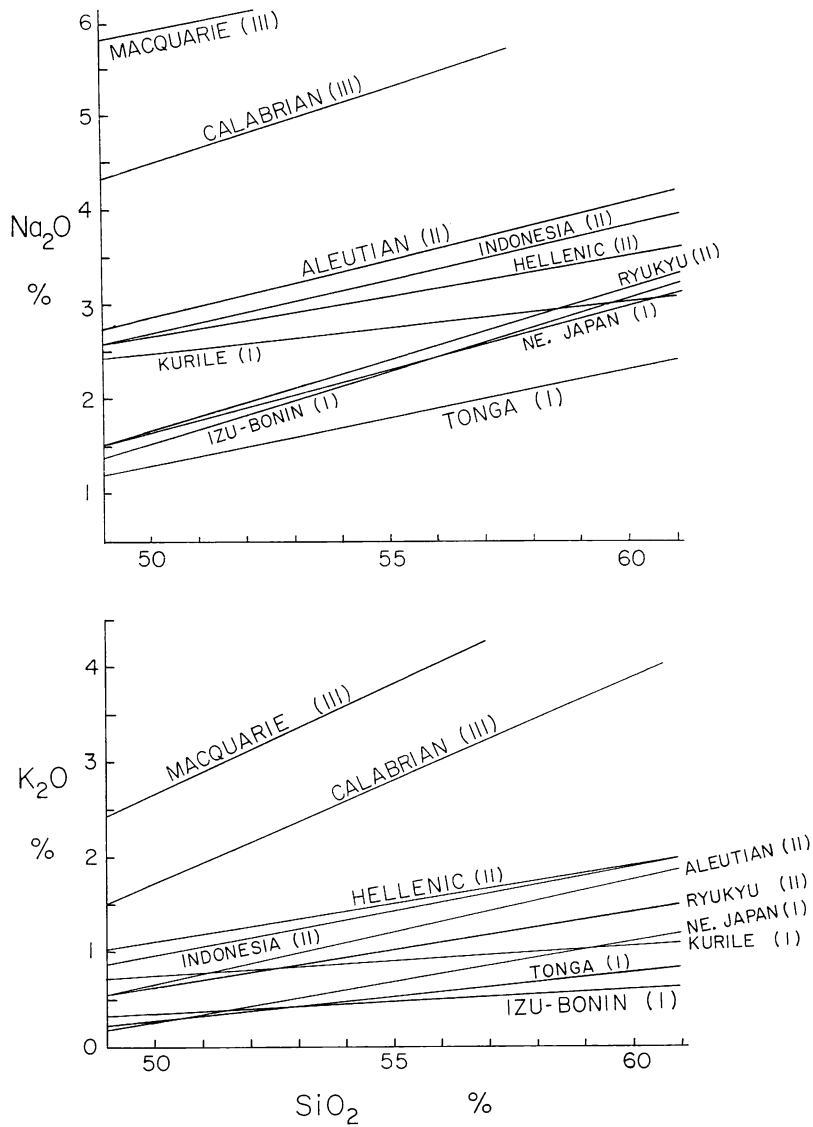 6
MACQUARIE (III)
5
CALABRIAN (III)
4
Na2O
%
ALEUTIAN (II)
INDONESIA (II)
HELLENIC (II)
RYUKYU (II)
3
KURILE (I)
NE. JAPAN (I)
2
IZU-BONIN (I)
TONGA (I)
1
50 55 60
4
MACQUARIE (III)
3
K2O
%
CALABRIAN (III)
2
HELLENIC (II)
ALEUTIAN (II)
RYUKYU (II)
1
INDONESIA (II)
NE. JAPAN (I)
KURILE (I)
TONGA (I)
IZU-BONIN (I)
0
50 55 60
SiO2 %